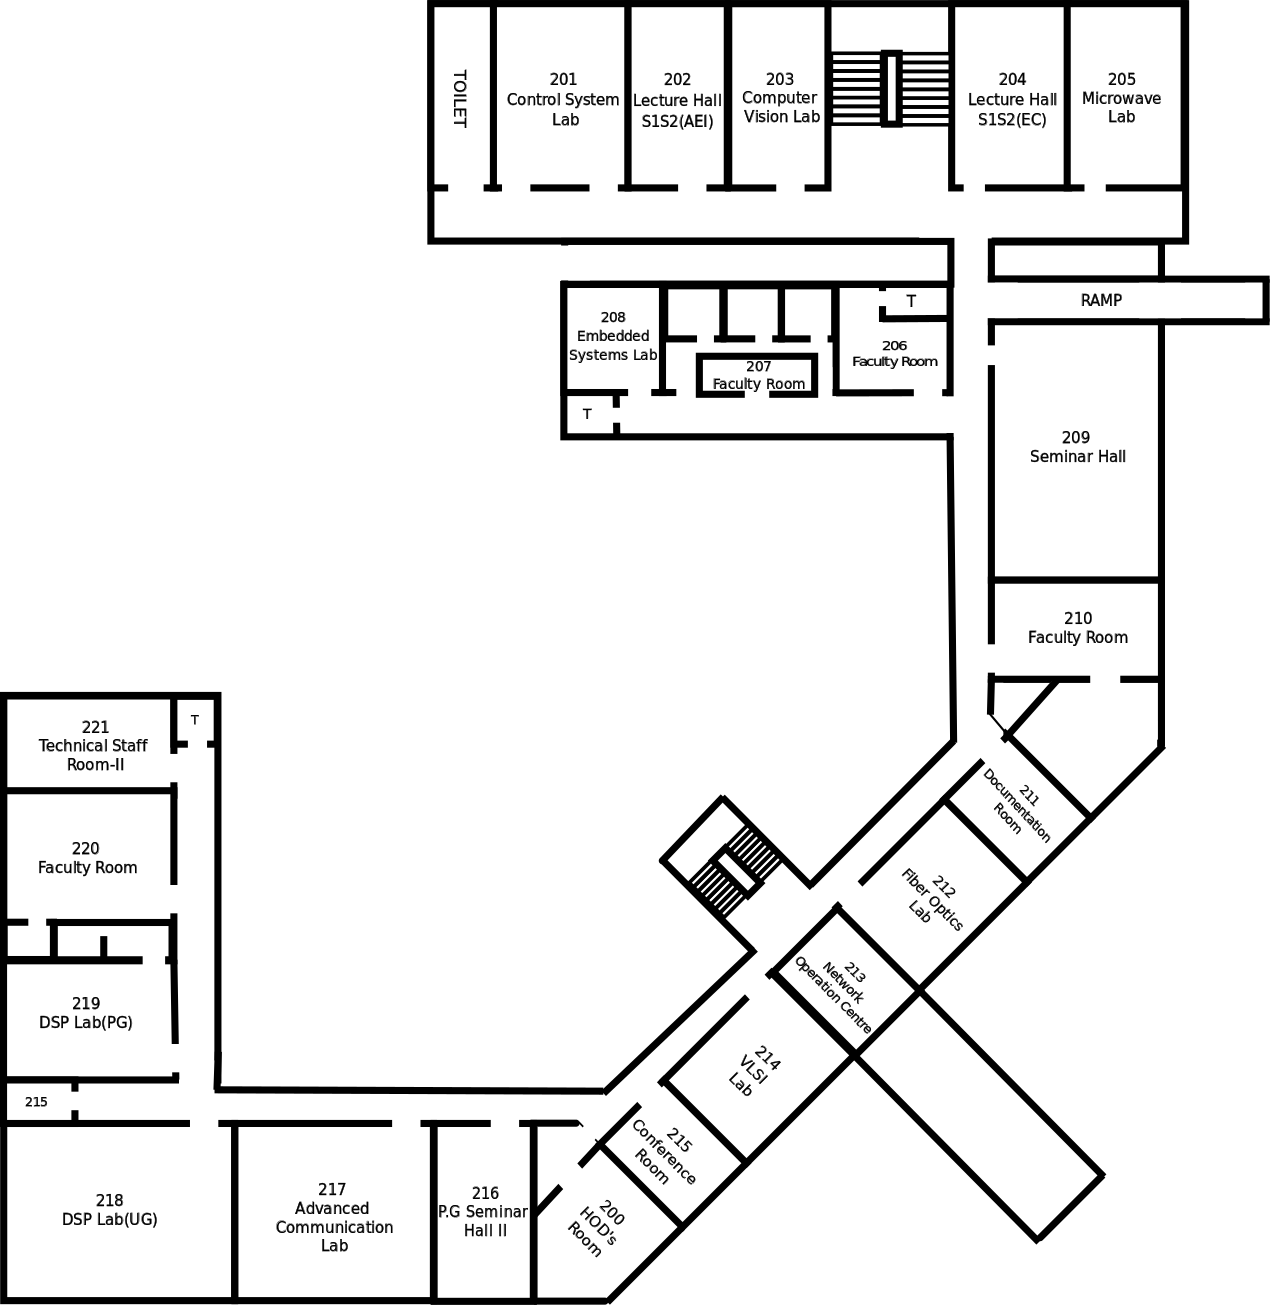 TOILET
201
Control System
Lab
202
Lecture Hall
S1S2(AEI)
203
Computer
Vision Lab
204
Lecture Hall
S1S2(EC)
205
Microwave
Lab
RAMP
T
206
Faculty Room
207
Faculty Room
208
Embedded
Systems Lab
T
209
Seminar Hall
210
Faculty Room
211
Documentation
Room
212
Fiber Optics
Lab
213
Network
Operation Centre
214
VLSI
Lab
215
Conference
Room
200
HOD's
Room
216
P.G Seminar
Hall II
217
Advanced
Communication
Lab
218
DSP Lab(UG)
215
219
DSP Lab(PG)
220
Faculty Room
221
Technical Staff
Room-II
T